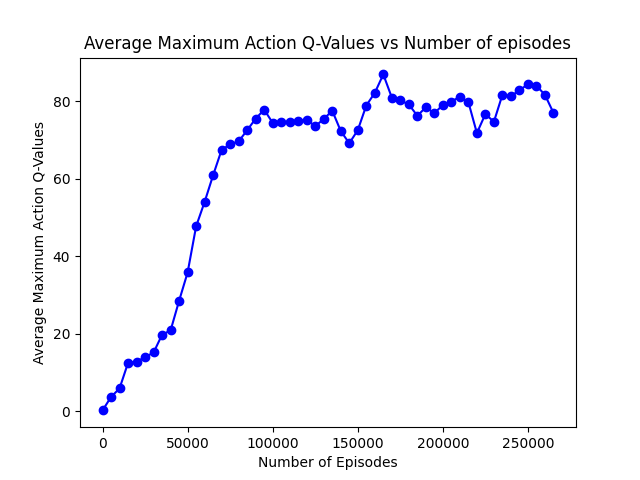 Average Maximum Action Q-Values vs Number of episodes
Average Maximum Action Q-Values
80
60
40
20
0
0 50000 100000 150000 200000 250000
Number of Episodes